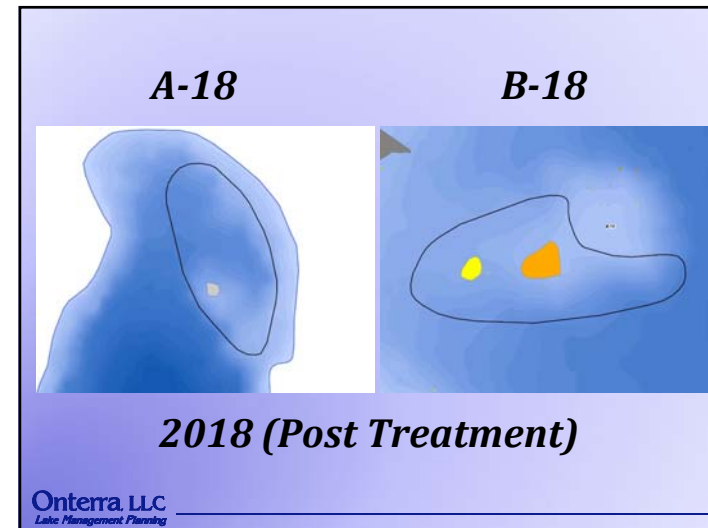 A-18 B-18
2018 (Post Treatment)
Onterra, LLC
Lake Management Planning